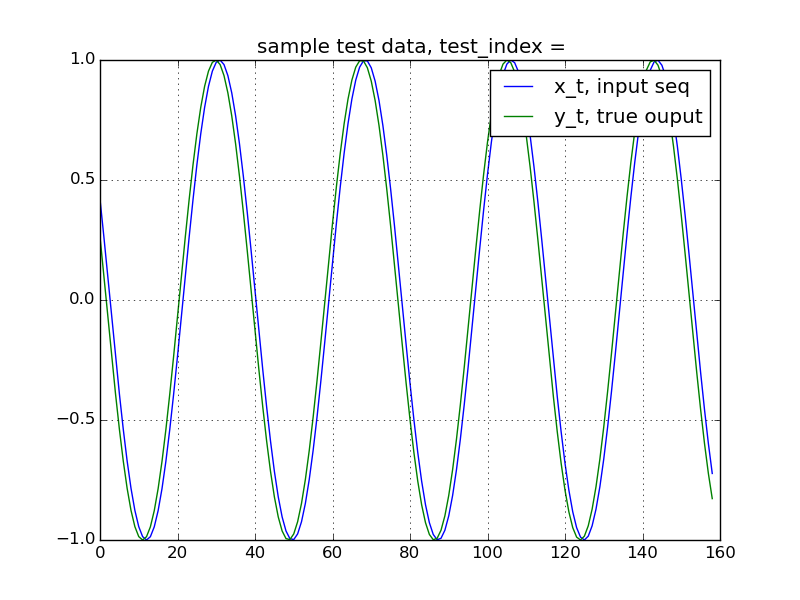 sample test data, test_index =
x_t, input seq
y_t, true ouput
1.0
0.5
0.0
−0.5
−1.0
0 20 40 60 80 100 120 140 160